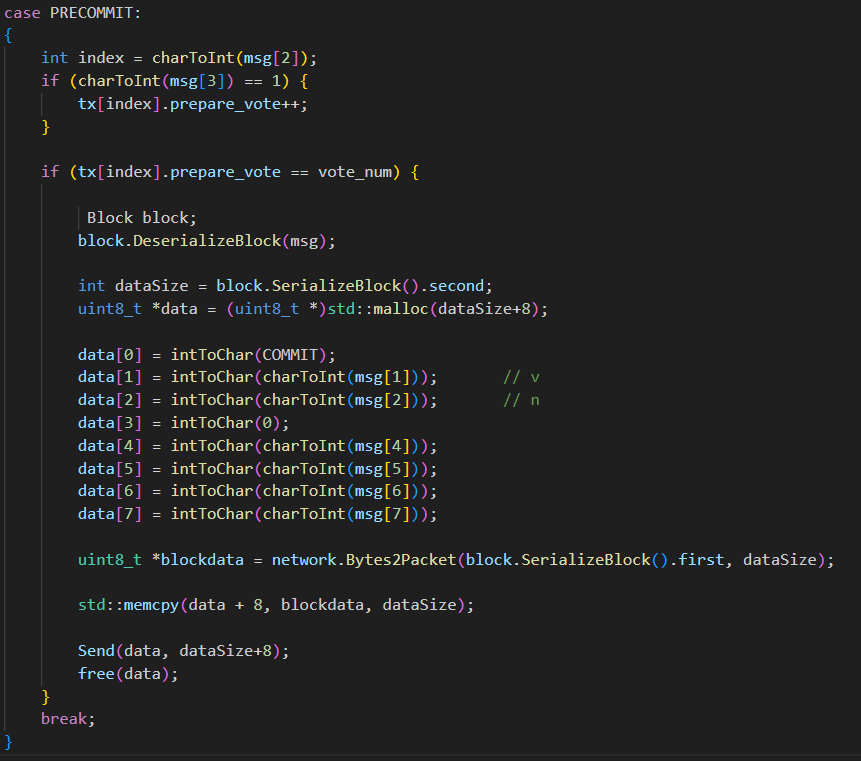 case PRECOMMIT:
{
    int index = charToInt(msg[2]);
    if (charToInt(msg[3]) == 1) {
        tx[index].prepare_vote++;
    }

    if (tx[index].prepare_vote == vote_num) {

         Block block;
        block.DeserializeBlock(msg);

        int dataSize = block.SerializeBlock().second;
        uint8_t *data = (uint8_t *)std::malloc(dataSize+8);

        data[0] = intToChar(COMMIT);
        data[1] = intToChar(charToInt(msg[1]));       // v
        data[2] = intToChar(charToInt(msg[2]));       // n
        data[3] = intToChar(0);
        data[4] = intToChar(charToInt(msg[4]));
        data[5] = intToChar(charToInt(msg[5]));
        data[6] = intToChar(charToInt(msg[6]));
        data[7] = intToChar(charToInt(msg[7]));

        uint8_t *blockdata = network.Bytes2Packet(block.SerializeBlock().first, dataSize);

        std::memcpy(data + 8, blockdata, dataSize);

        Send(data, dataSize+8);
        free(data);
    }
    break;
}